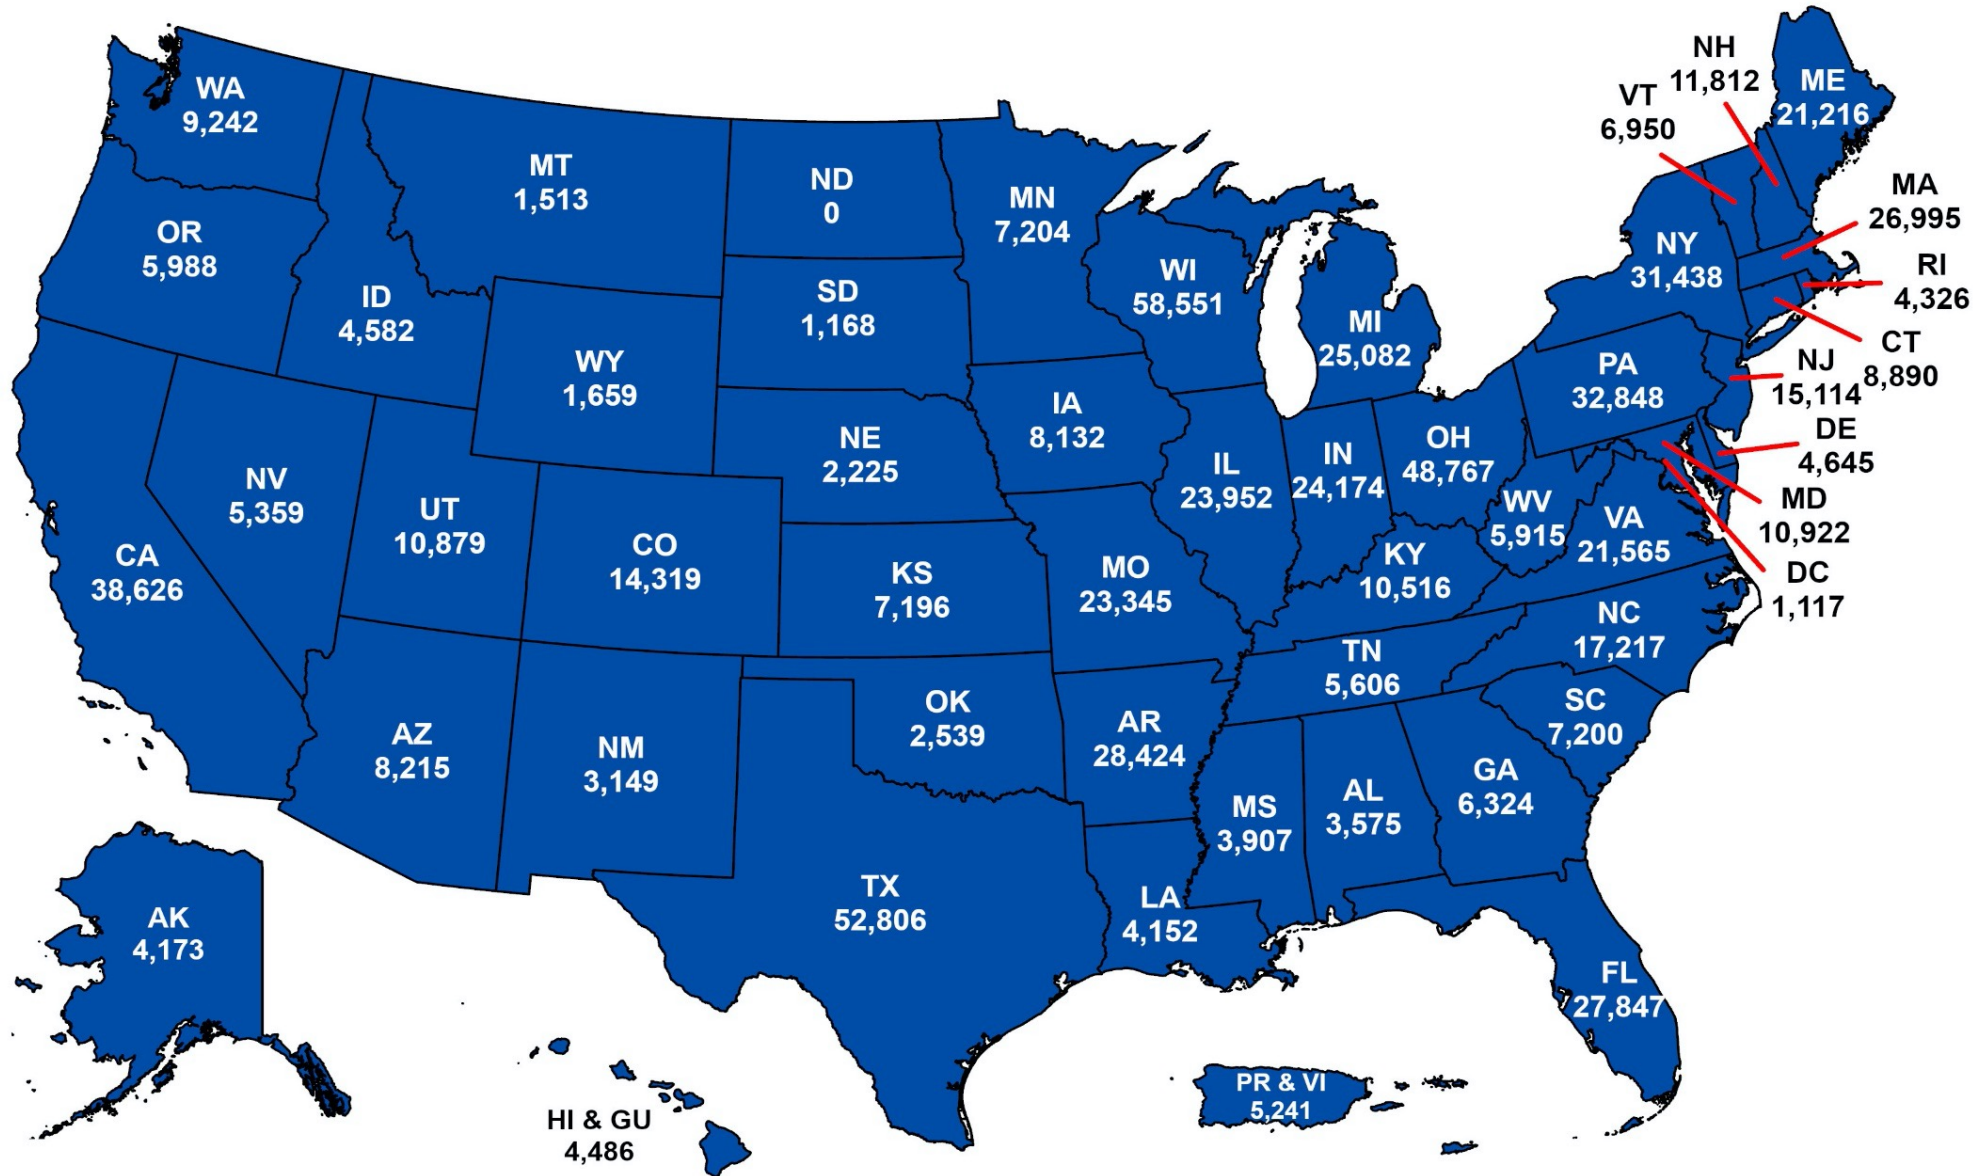 NH
11,812
ME
21,216
VT
6,950
WA
9,242
MT
1,513
ND
0
MN
7,204
MA
26,995
OR
5,988
NY
31,438
WI
58,551
RI
4,326
ID
4,582
SD
1,168
MI
25,082
CT
8,890
NJ
15,114
WY
1,659
PA
32,848
IA
8,132
NE
2,225
OH
48,767
DE
4,645
IL
23,952
IN
24,174
NV
5,359
UT
10,879
MD
10,922
WV
5,915
VA
21,565
CO
14,319
CA
38,626
KY
10,516
MO
23,345
KS
7,196
DC
1,117
NC
17,217
TN
5,606
OK
2,539
SC
7,200
AR
28,424
AZ
8,215
NM
3,149
GA
6,324
AL
3,575
MS
3,907
TX
52,806
LA
4,152
AK
4,173
FL
27,847
PR & VI
5,241
HI & GU
4,486